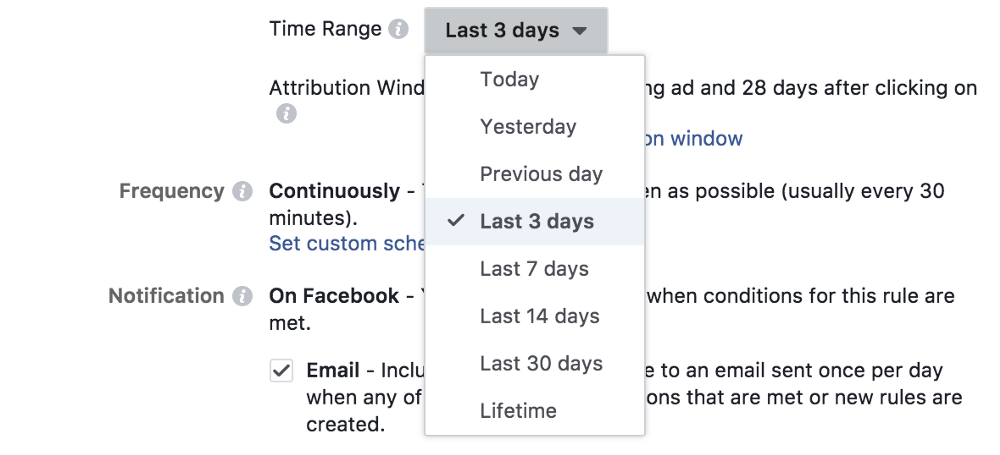 Time Range Last 3 days
Today
Attribution Wind ng ad and 28 days after clicking on
Yesterday
on window
Previous day
Frequency Continuously - en as possible (usually every 30
minutes).
Last 3 days
Set custom sche
Last 7 days
Notification On Facebook - when conditions for this rule are
met.
Last 14 days
Last 30 days
Email - Inclu e to an email sent once per day
when any of ons that are met or new rules are
created.
Lifetime